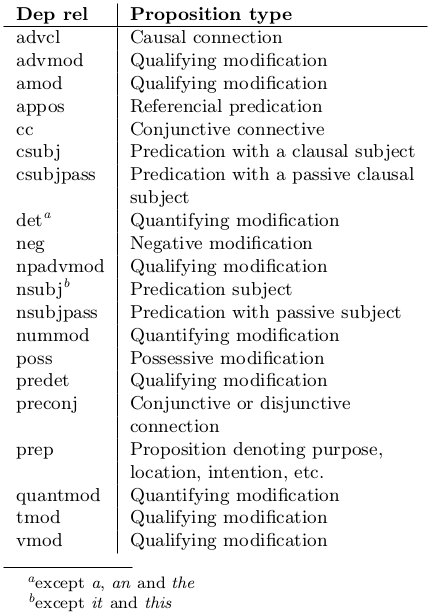 Dep rel Proposition type
advcl Causal connection
advmod Qualifying modification
amod Qualifying modification
appos Referencial predication
cc Conjunctive connective
csubj Predication with a clausal subject
csubjpass Predication with a passive clausal
subject
det^a Quantifying modification
neg Negative modification
npadvmod Qualifying modification
nsubj^b Predication subject
nsubjpass Predication with passive subject
nummod Quantifying modification
poss Possessive modification
predet Qualifying modification
preconj Conjunctive or disjunctive
connection
prep Proposition denoting purpose,
location, intention, etc.
quantmod Quantifying modification
tmod Qualifying modification
vmod Qualifying modification
^a except a, an and the
^b except it and this